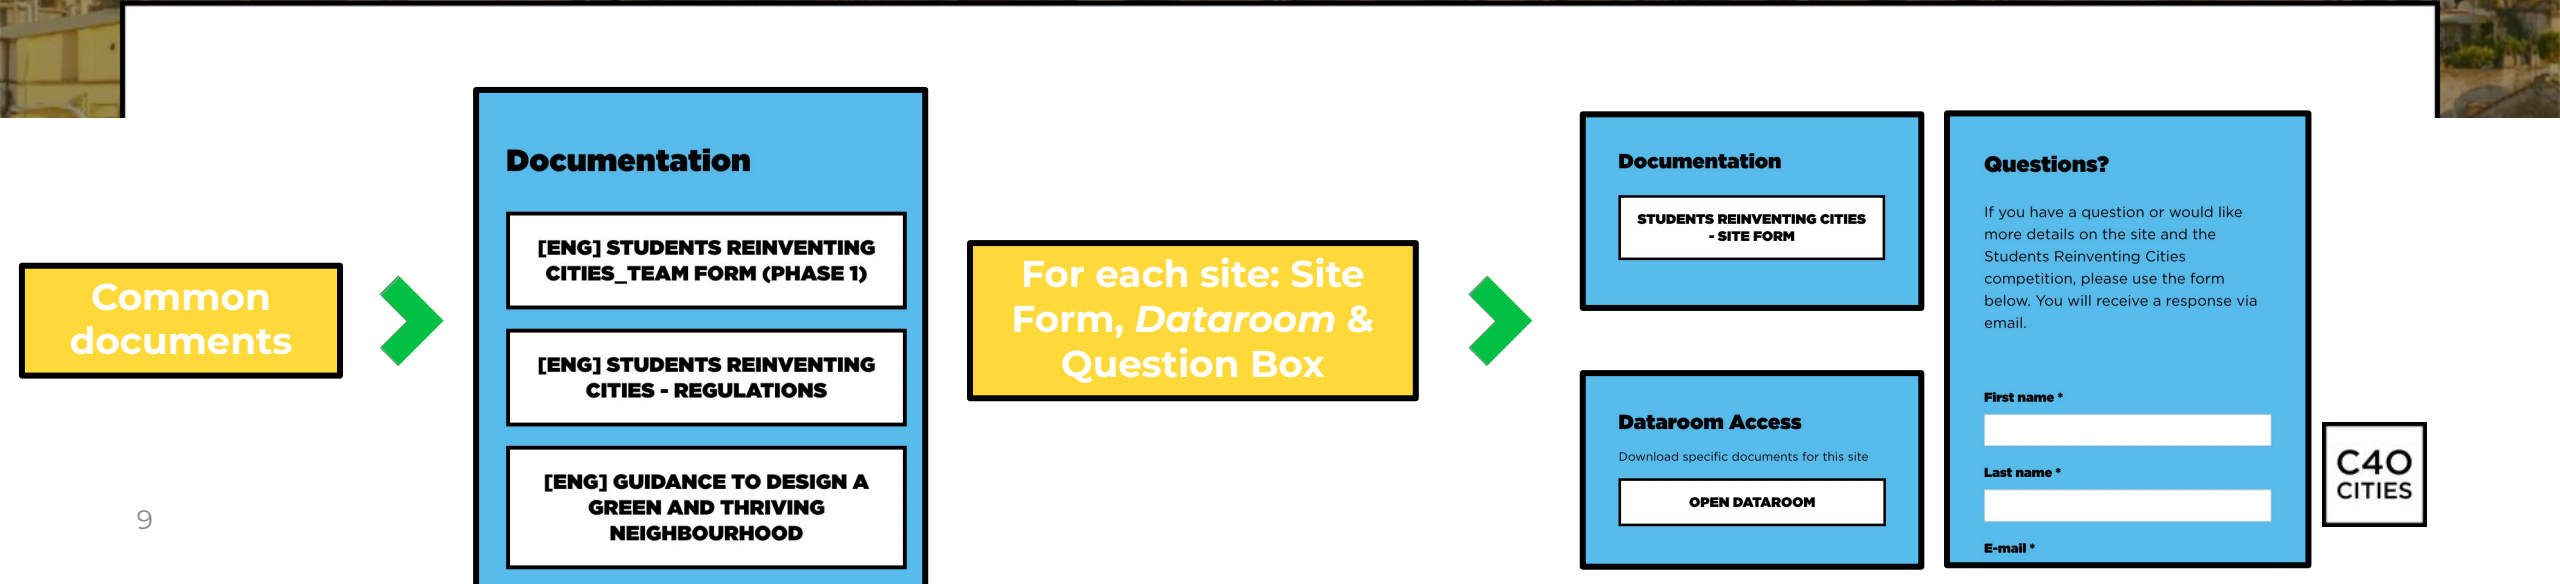 Common
documents
Documentation
[ENG] STUDENTS REINVENTING
CITIES_TEAM FORM (PHASE 1)
[ENG] STUDENTS REINVENTING
CITIES - REGULATIONS
[ENG] GUIDANCE TO DESIGN A
GREEN AND THRIVING
NEIGHBOURHOOD
For each site: Site
Form, Dataroom &
Question Box
Documentation
STUDENTS REINVENTING CITIES
- SITE FORM
Dataroom Access
Download specific documents for this site
OPEN DATAROOM
Questions?
If you have a question or would like
more details on the site and the
Students Reinventing Cities
competition, please use the form
below. You will receive a response via
email.
First name *
Last name *
E-mail *
C40
CITIES
9